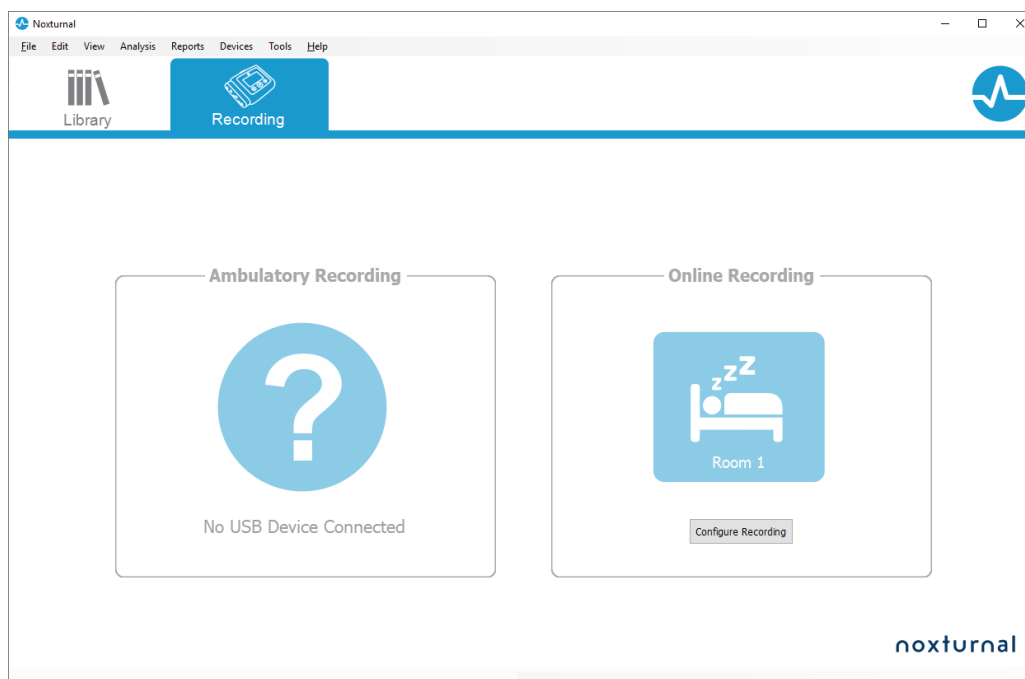 Noxturnal
File Edit View Analysis Reports Devices Tools Help
Library
Recording
Ambulatory Recording
?
No USB Device Connected
Online Recording
z z z
Room 1
Configure Recording
noxturnal